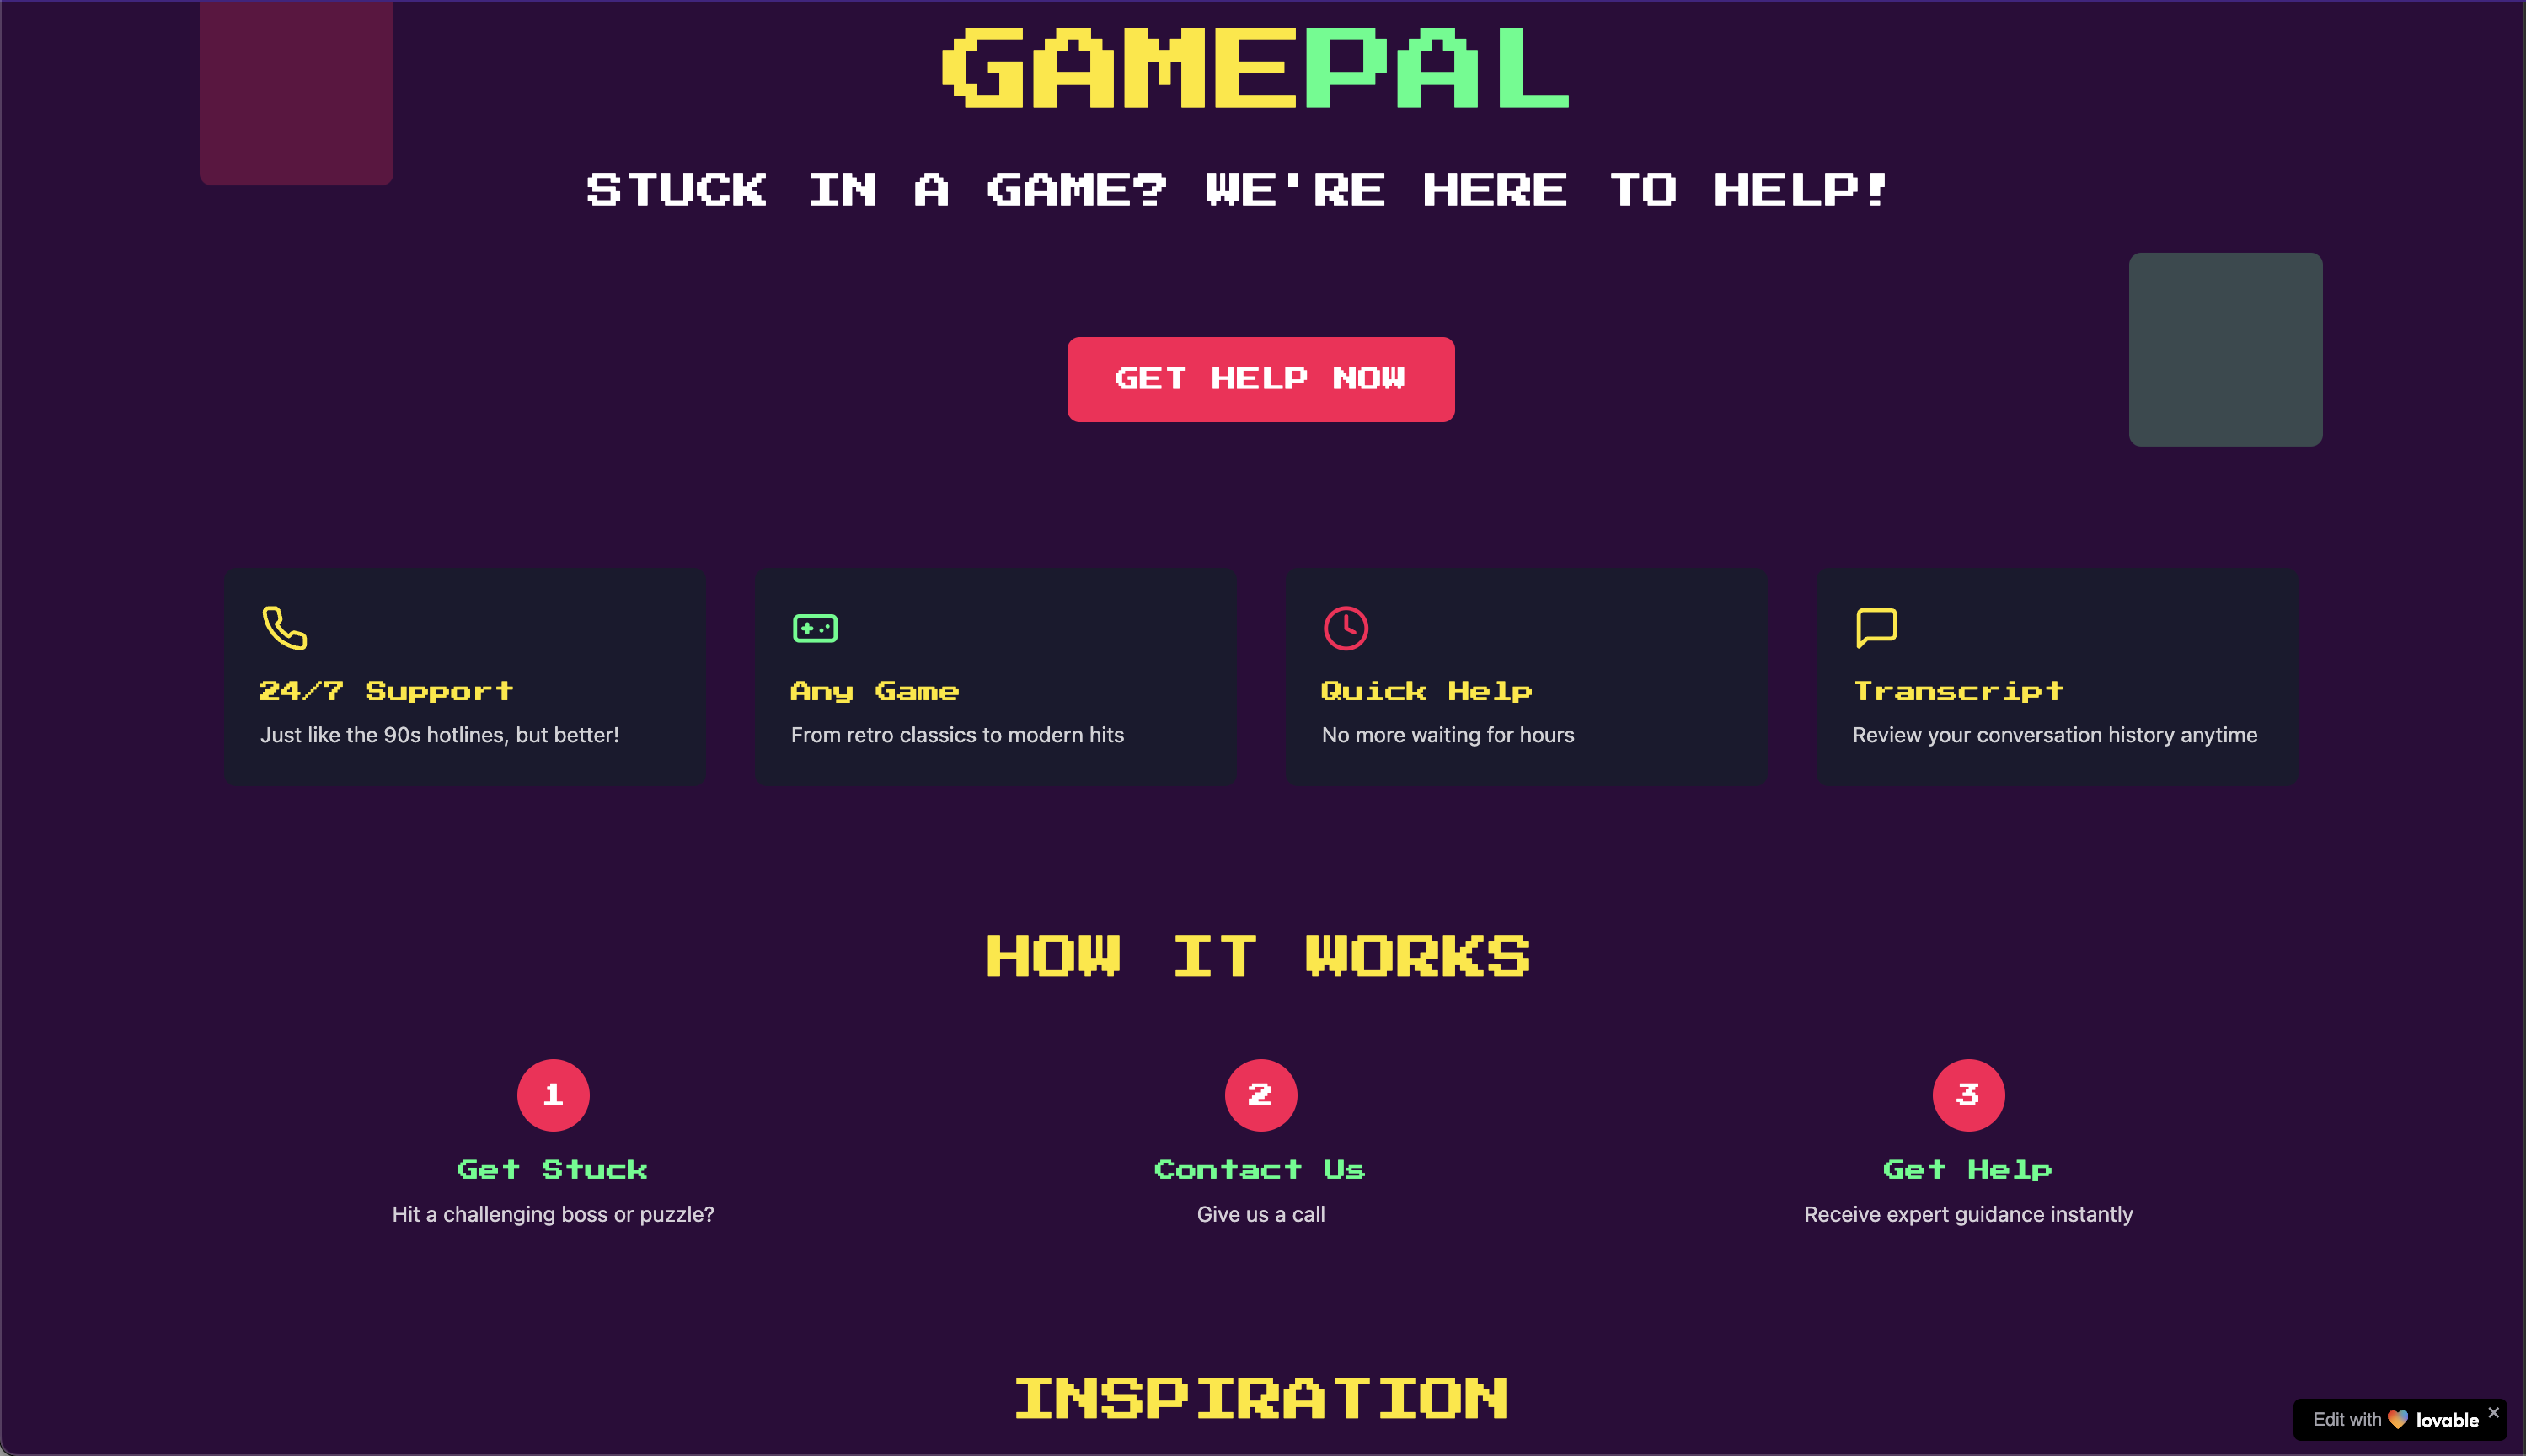 GAMEPAL
STUCK IN A GAME? WE'RE HERE TO HELP!
GET HELP NOW
24/7 Support
Just like the 90s hotlines, but better!
Any Game
From retro classics to modern hits
Quick Help
No more waiting for hours
Transcript
Review your conversation history anytime
HOW IT WORKS
1
Get Stuck
Hit a challenging boss or puzzle?
2
Contact Us
Give us a call
3
Get Help
Receive expert guidance instantly
INSPIRATION
Edit with lovable